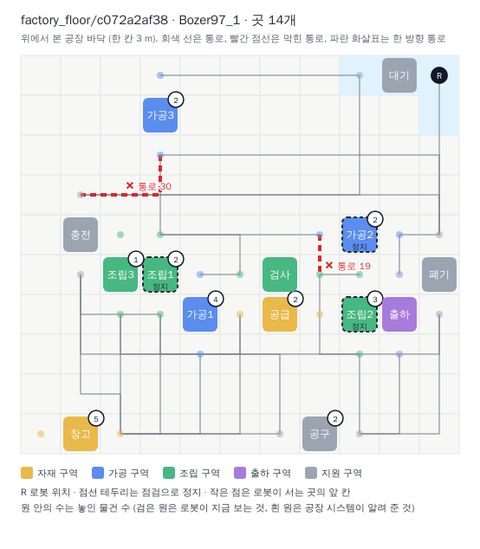 factory_floor/c072a2af38 · Bozer97_1 · 곳 14개
위에서 본 공장 바닥 (한 칸 3 m). 회색 선은 통로, 빨간 점선은 막힌 통로, 파란 화살표는 한 방향 통로
대기
R
2
가공3
✕ 통로 30
충전
2
가공2
정지
1
조립3
2
조립1
정지
검사
✕ 통로 19
폐기
4
가공1
2
공급
3
조립2
정지
출하
5
창고
2
공구
자재 구역
가공 구역
조립 구역
출하 구역
지원 구역
R 로봇 위치 · 점선 테두리는 점검으로 정지 · 작은 점은 로봇이 서는 곳의 앞 칸
원 안의 수는 놓인 물건 수 (검은 원은 로봇이 지금 보는 것, 흰 원은 공장 시스템이 알려 준 것)